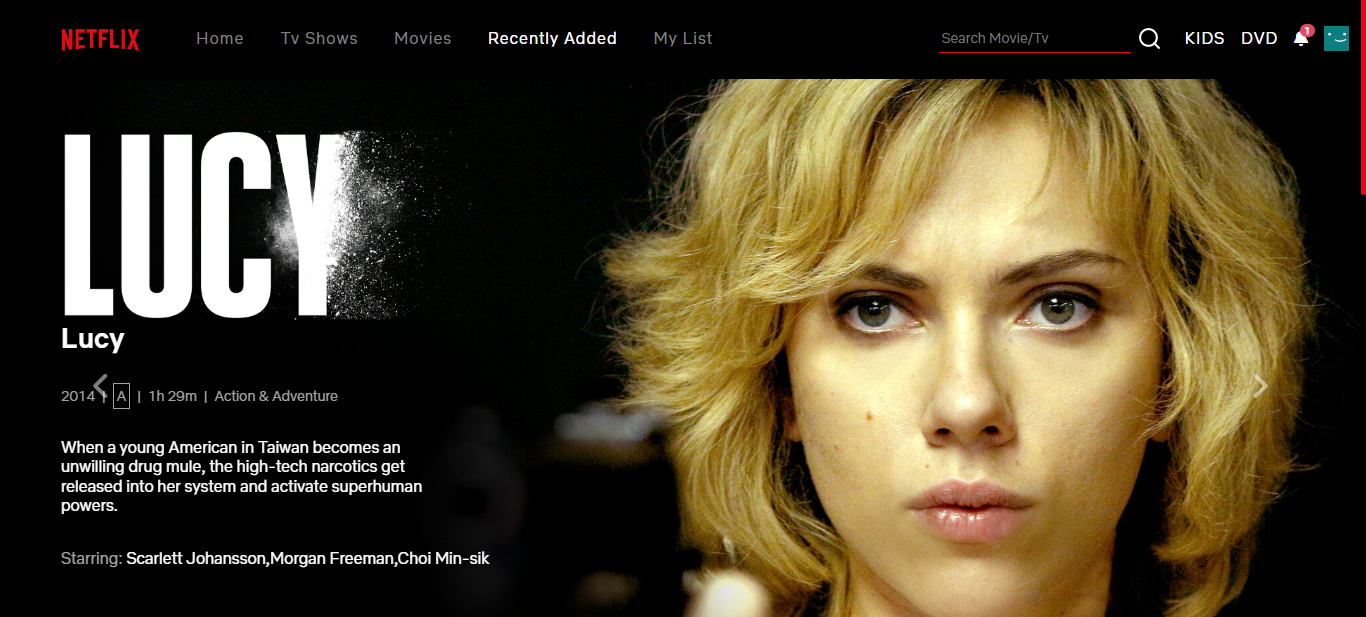 NETFLIX Home Tv Shows Movies Recently Added My List Search Movie/Tv KIDS DVD 1
LUCY
Lucy
2014 | A | 1h 29m | Action & Adventure
When a young American in Taiwan becomes an
unwilling drug mule, the high-tech narcotics get
released into her system and activate superhuman
powers.
Starring: Scarlett Johansson,Morgan Freeman,Choi Min-sik